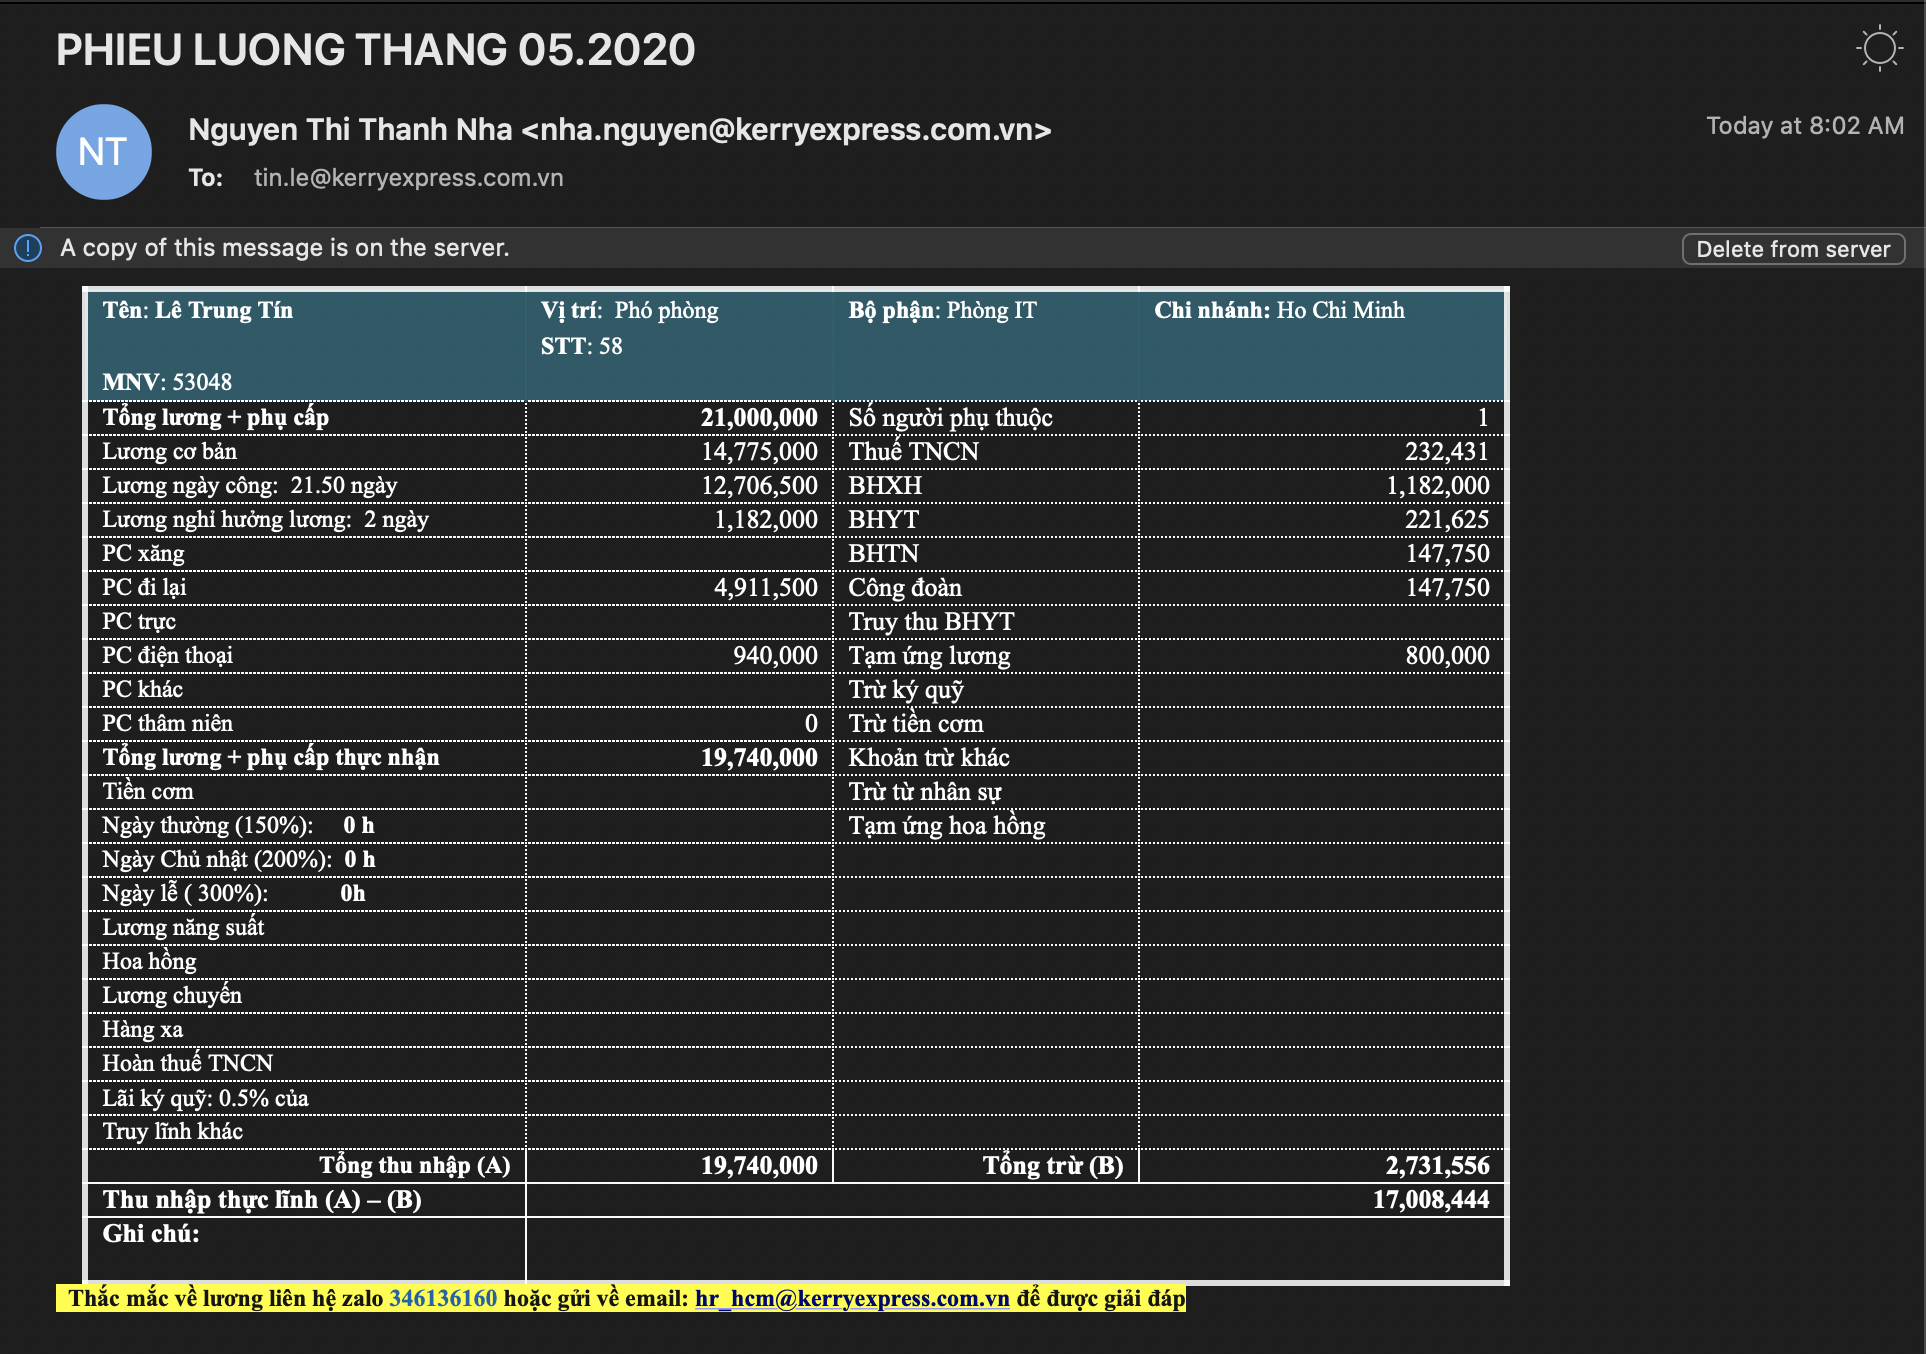 PHIEU LUONG THANG 05.2020
NT
Nguyen Thi Thanh Nha <nha.nguyen@kerryexpress.com.vn>
Today at 8:02 AM
To: tin.le@kerryexpress.com.vn
A copy of this message is on the server.
Delete from server
Tên: Lê Trung Tín Vị trí: Phó phòng Bộ phận: Phòng IT Chi nhánh: Ho Chi Minh
STT: 58
MNV: 53048
Tổng lương + phụ cấp 21,000,000 Số người phụ thuộc 1
Lương cơ bản 14,775,000 Thuế TNCN 232,431
Lương ngày công: 21.50 ngày 12,706,500 BHXH 1,182,000
Lương nghỉ hưởng lương: 2 ngày 1,182,000 BHYT 221,625
PC xăng BHTN 147,750
PC đi lại 4,911,500 Công đoàn 147,750
PC trực Truy thu BHYT
PC điện thoại 940,000 Tạm ứng lương 800,000
PC khác Trừ ký quỹ
PC thâm niên 0 Trừ tiền cơm
Tổng lương + phụ cấp thực nhận 19,740,000 Khoản trừ khác
Tiền cơm Trừ từ nhân sự
Ngày thường (150%): 0 h Tạm ứng hoa hồng
Ngày Chủ nhật (200%): 0 h
Ngày lễ ( 300%): 0h
Lương năng suất
Hoa hồng
Lương chuyến
Hàng xa
Hoàn thuế TNCN
Lãi ký quỹ: 0.5% của
Truy lĩnh khác
Tổng thu nhập (A) 19,740,000 Tổng trừ (B) 2,731,556
Thu nhập thực lĩnh (A) – (B) 17,008,444
Ghi chú:
Thắc mắc về lương liên hệ zalo 346136160 hoặc gửi về email: hr_hcm@kerryexpress.com.vn để được giải đáp